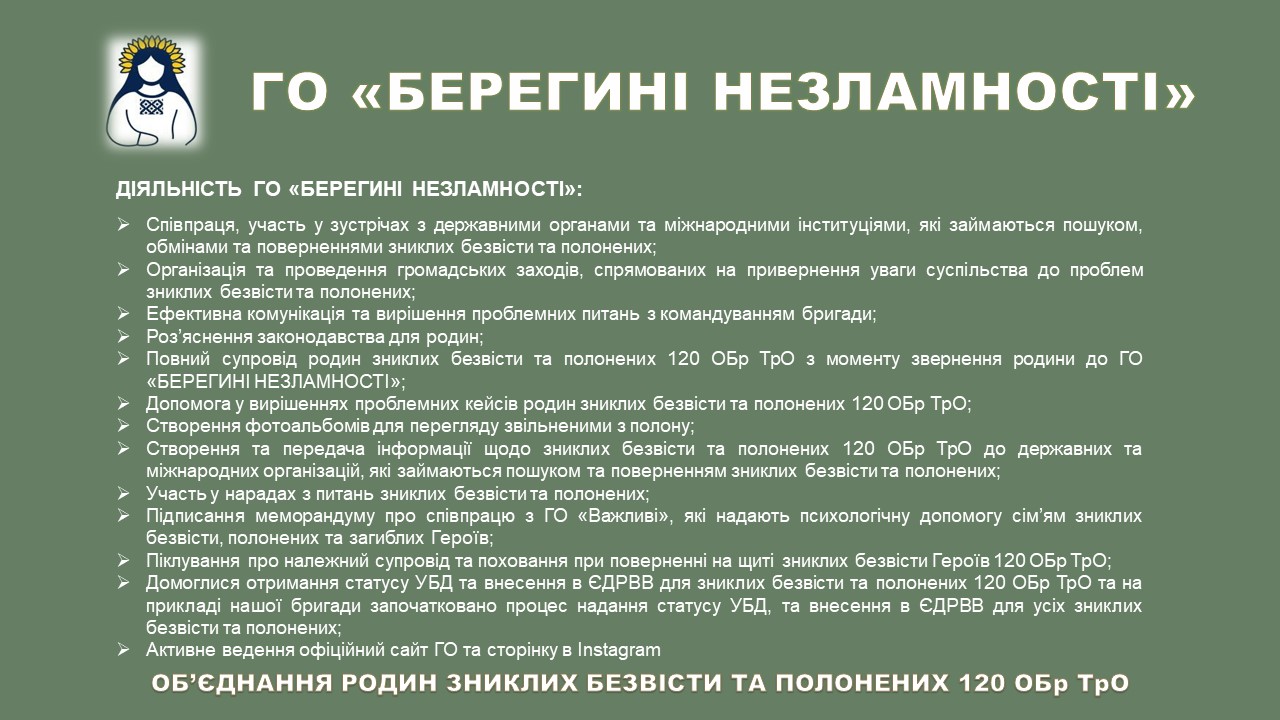 ГО «БЕРЕГИНІ НЕЗЛАМНОСТІ»
ДІЯЛЬНІСТЬ ГО «БЕРЕГИНІ НЕЗЛАМНОСТІ»:
➢ Співпраця, участь у зустрічах з державними органами та міжнародними інституціями, які займаються пошуком,
обмінами та поверненнями зниклих безвісти та полонених;
➢ Організація та проведення громадських заходів, спрямованих на привернення уваги суспільства до проблем
зниклих безвісти та полонених;
➢ Ефективна комунікація та вирішення проблемних питань з командуванням бригади;
➢ Роз’яснення законодавства для родин;
➢ Повний супровід родин зниклих безвісти та полонених 120 ОБр ТрО з моменту звернення родини до ГО
«БЕРЕГИНІ НЕЗЛАМНОСТІ»;
➢ Допомога у вирішеннях проблемних кейсів родин зниклих безвісти та полонених 120 ОБр ТрО;
➢ Створення фотоальбомів для перегляду звільненими з полону;
➢ Створення та передача інформації щодо зниклих безвісти та полонених 120 ОБр ТрО до державних та
міжнародних організацій, які займаються пошуком та поверненням зниклих безвісти та полонених;
➢ Участь у нарадах з питань зниклих безвісти та полонених;
➢ Підписання меморандуму про співпрацю з ГО «Важливі», які надають психологічну допомогу сім’ям зниклих
безвісти, полонених та загиблих Героїв;
➢ Піклування про належний супровід та поховання при поверненні на щиті зниклих безвісти Героїв 120 ОБр ТрО;
➢ Домоглися отримання статусу УБД та внесення в ЄДРВВ для зниклих безвісти та полонених 120 ОБр ТрО та на
прикладі нашої бригади започатковано процес надання статусу УБД, та внесення в ЄДРВВ для усіх зниклих
безвісти та полонених;
➢ Активне ведення офіційний сайт ГО та сторінку в Instagram
ОБ’ЄДНАННЯ РОДИН ЗНИКЛИХ БЕЗВІСТИ ТА ПОЛОНЕНИХ 120 ОБр ТрО